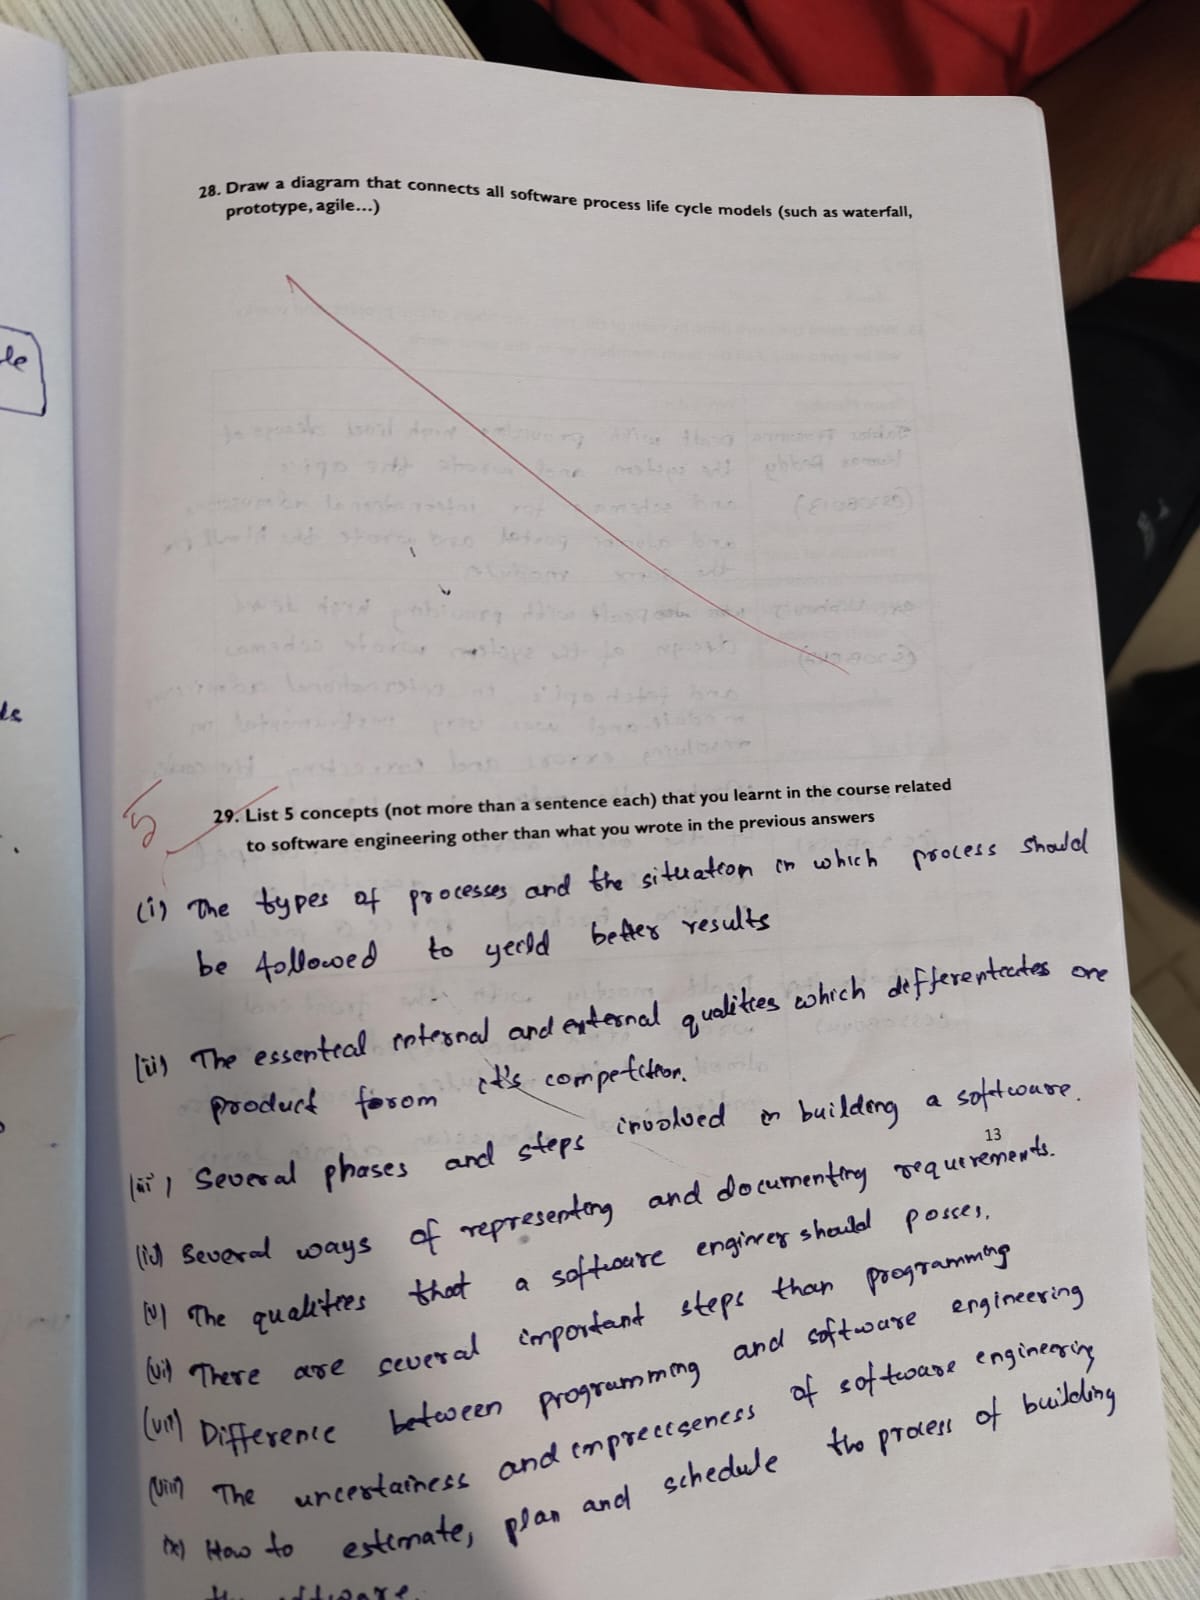 28. Draw a diagram that connects all software process life cycle models (such as waterfall,
prototype, agile...)
ls
5
29. List 5 concepts (not more than a sentence each) that you learnt in the course related
to software engineering other than what you wrote in the previous answers
(i) The types of processes and the situation in which process should
be followed to yeild better results
(ii) The essential internal and external qualities which differentiates one
product forom it's competition.
(iii) Several phases and steps involved in building a software.
13
(iv) Several ways of representing and documenting requirements.
(v) The qualities that a software engineer should posses.
(vi) There are several important steps than programming
(vii) Difference between programming and software engineering
(viii) The uncertainess and impreciseness of software engineering
(ix) How to estimate, plan and schedule the process of building
the software.